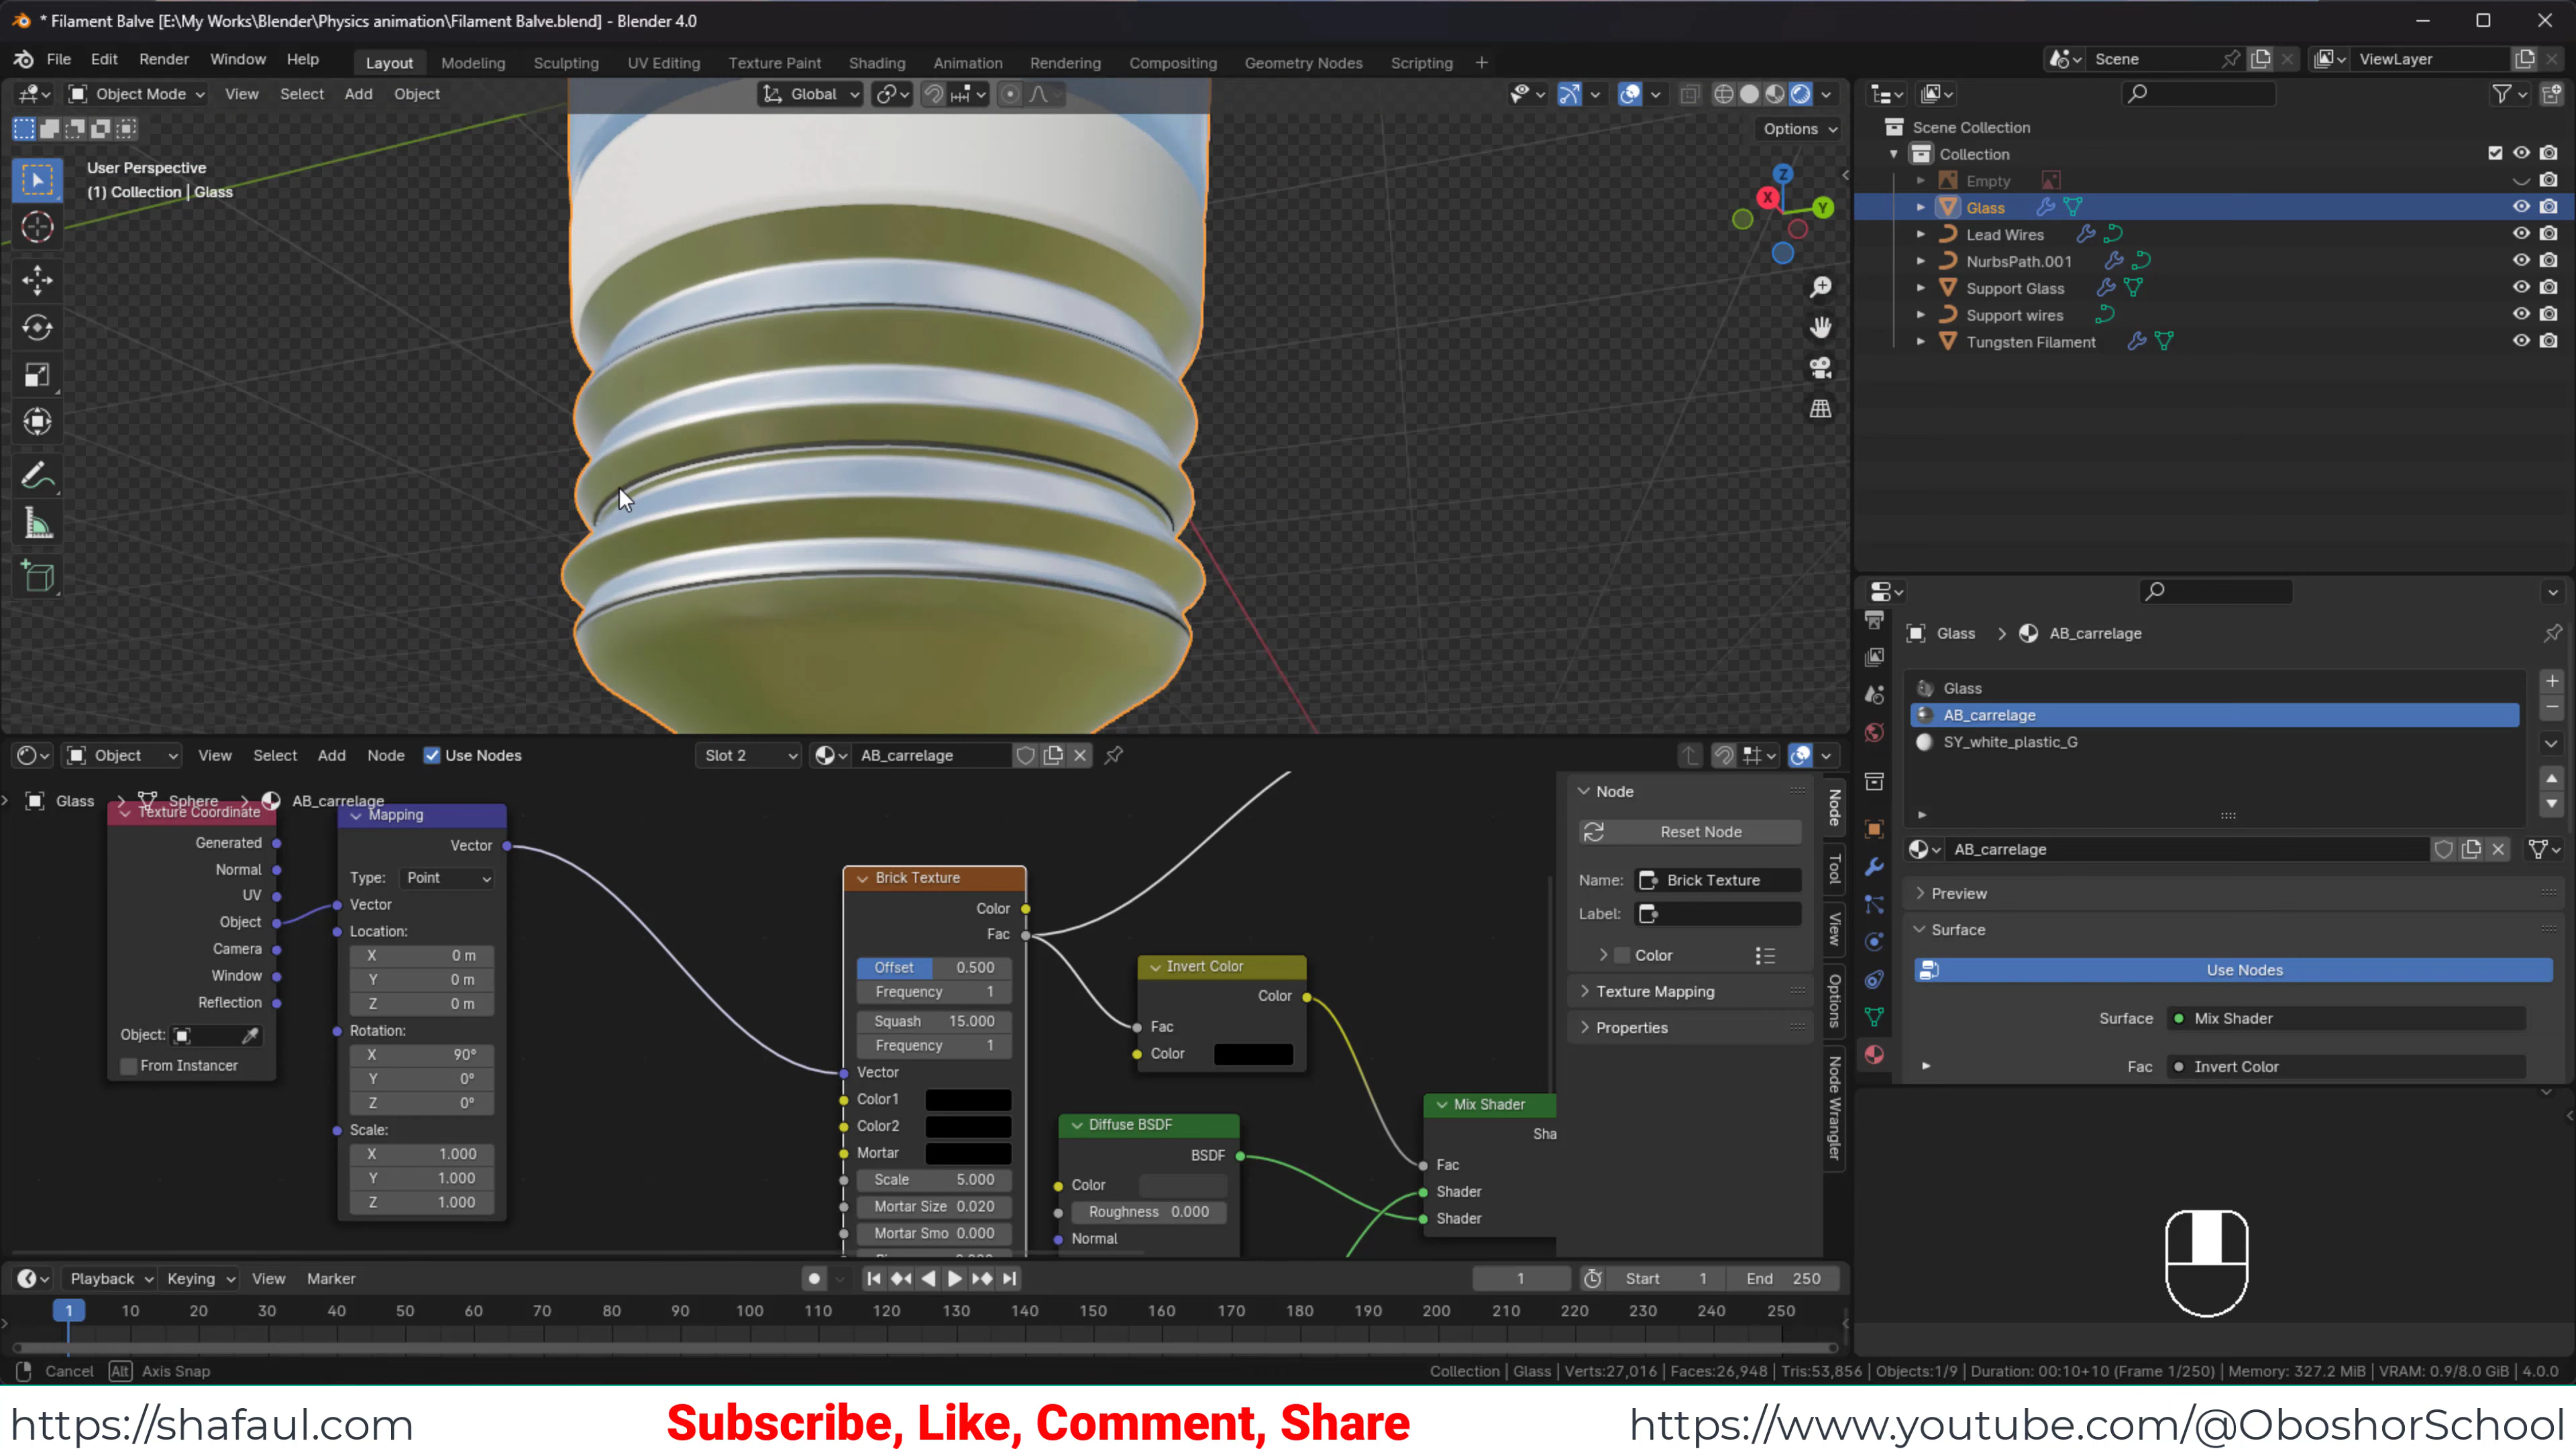 * Filament Balve [E:\My Works\Blender\Physics animation\Filament Balve.blend] - Blender 4.0
File Edit Render Window Help Layout Modeling Sculpting UV Editing Texture Paint Shading Animation Rendering Compositing Geometry Nodes Scripting + Scene ViewLayer
Object Mode View Select Add Object Global
Options
User Perspective
(1) Collection | Glass
Z
X
Y
Scene Collection
Collection
Empty
Glass
Lead Wires
NurbsPath.001
Support Glass
Support wires
Tungsten Filament
Glass > AB_carrelage
Glass
AB_carrelage
SY_white_plastic_G
AB_carrelage
Preview
Surface
Use Nodes
Surface Mix Shader
Fac Invert Color
Object View Select Add Node Use Nodes Slot 2 AB_carrelage
Glass > Sphere > AB_carrelage
Texture Coordinate
Generated
Normal
UV
Object
Camera
Window
Reflection
Object:
From Instancer
Mapping
Vector
Type: Point
Vector
Location:
X 0 m
Y 0 m
Z 0 m
Rotation:
X 90°
Y 0°
Z 0°
Scale:
X 1.000
Y 1.000
Z 1.000
Brick Texture
Color
Fac
Offset 0.500
Frequency 1
Squash 15.000
Frequency 1
Vector
Color1
Color2
Mortar
Scale 5.000
Mortar Size 0.020
Mortar Smo 0.000
Invert Color
Color
Fac
Color
Diffuse BSDF
BSDF
Color
Roughness 0.000
Normal
Mix Shader
Sha
Fac
Shader
Shader
Node
Reset Node
Name: Brick Texture
Label:
Color
Texture Mapping
Properties
Node
Tool
View
Options
Node Wrangler
Playback Keying View Marker 1 Start 1 End 250
1 10 20 30 40 50 60 70 80 90 100 110 120 130 140 150 160 170 180 190 200 210 220 230 240 250
Cancel Alt Axis Snap Collection | Glass | Verts:27,016 | Faces:26,948 | Tris:53,856 | Objects:1/9 | Duration: 00:10+10 (Frame 1/250) | Memory: 327.2 MiB | VRAM: 0.9/8.0 GiB | 4.0.0
https://shafaul.com Subscribe, Like, Comment, Share https://www.youtube.com/@OboshorSchool